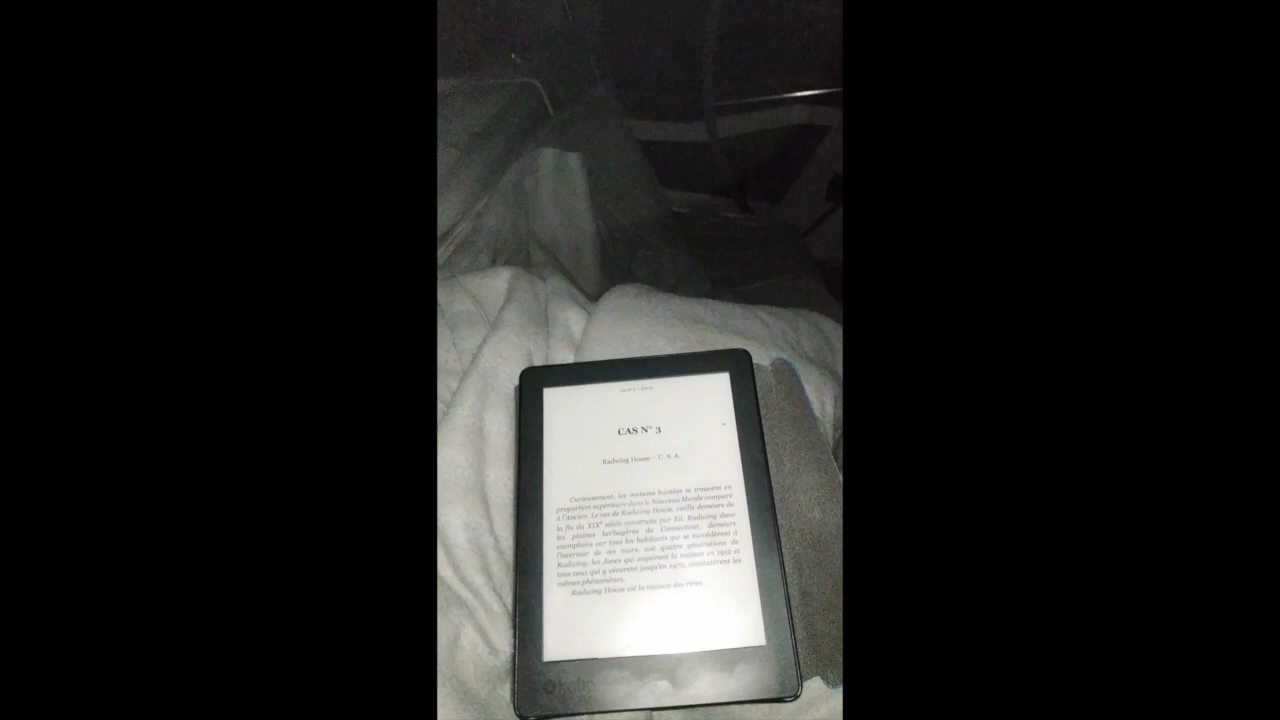 CAS N° 3
Radwing House – U. S. A.
Curieusement, les maisons hantées se trouvent en
proportion supérieure dans le Nouveau Monde comparé
à l'Ancien. Le cas de Radwing House, vieille demeure de
la fin du XIXe siècle construite par Ed. Radwing dans
les plaines herbagères du Connecticut, demeure
exemplaire car tous les habitants qui se succédèrent à
l'intérieur de ces murs, soit quatre générations de
Radwing, les Jones qui acquirent la maison en 1912 et
tous ceux qui y vécurent jusqu'en 1972, constatèrent les
mêmes phénomènes.
Radwing House est la maison des rires.
kobo